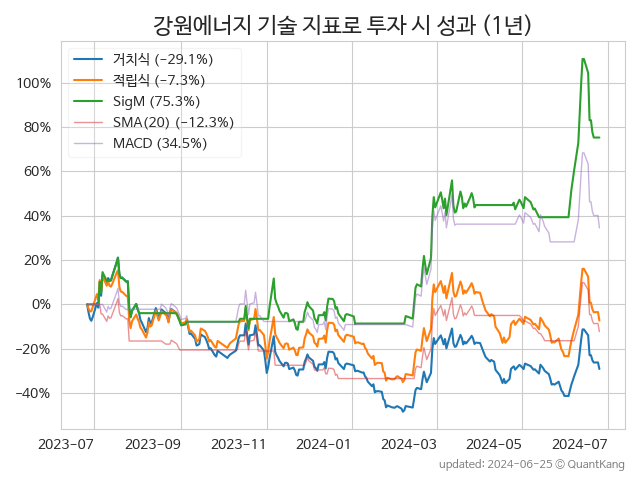 강원에너지 기술 지표로 투자 시 성과 (1년)
거치식 (−29.1%)
적립식 (−7.3%)
SigM (75.3%)
SMA(20) (−12.3%)
MACD (34.5%)
100%
80%
60%
40%
20%
0%
−20%
−40%
2023-07
2023-09
2023-11
2024-01
2024-03
2024-05
2024-07
updated: 2024-06-25 © QuantKang